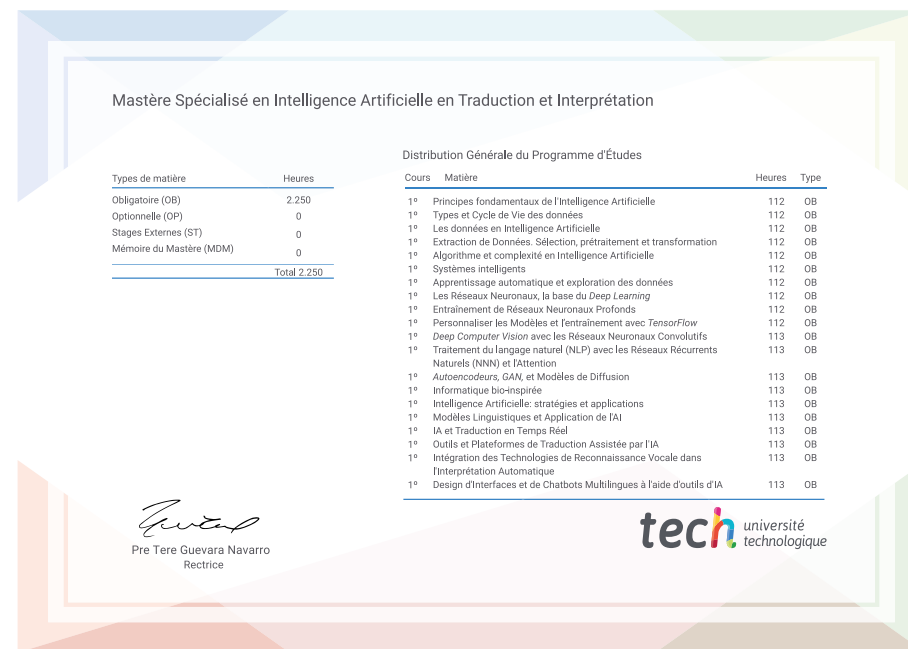 Mastère Spécialisé en Intelligence Artificielle en Traduction et Interprétation
Types de matière Heures
Obligatoire (OB) 2.250
Optionnelle (OP) 0
Stages Externes (ST) 0
Mémoire du Mastère (MDM) 0
Total 2.250
Distribution Générale du Programme d'Études
Cours Matière Heures Type
1º Principes fondamentaux de l'Intelligence Artificielle 112 OB
1º Types et Cycle de Vie des données 112 OB
1º Les données en Intelligence Artificielle 112 OB
1º Extraction de Données. Sélection, prétraitement et transformation 112 OB
1º Algorithme et complexité en Intelligence Artificielle 112 OB
1º Systèmes intelligents 112 OB
1º Apprentissage automatique et exploration des données 112 OB
1º Les Réseaux Neuronaux, la base du Deep Learning 112 OB
1º Entraînement de Réseaux Neuronaux Profonds 112 OB
1º Personnaliser les Modèles et l'entraînement avec TensorFlow 112 OB
1º Deep Computer Vision avec les Réseaux Neuronaux Convolutifs 113 OB
1º Traitement du langage naturel (NLP) avec les Réseaux Récurrents 113 OB
Naturels (NNN) et l'Attention
1º Autoencodeurs, GAN, et Modèles de Diffusion 113 OB
1º Informatique bio-inspirée 113 OB
1º Intelligence Artificielle: stratégies et applications 113 OB
1º Modèles Linguistiques et Application de l'AI 113 OB
1º IA et Traduction en Temps Réel 113 OB
1º Outils et Plateformes de Traduction Assistée par l'IA 113 OB
1º Intégration des Technologies de Reconnaissance Vocale dans 113 OB
l'Interprétation Automatique
1º Design d'Interfaces et de Chatbots Multilingues à l'aide d'outils d'IA 113 OB
Pre Tere Guevara Navarro
Rectrice
tech université
technologique